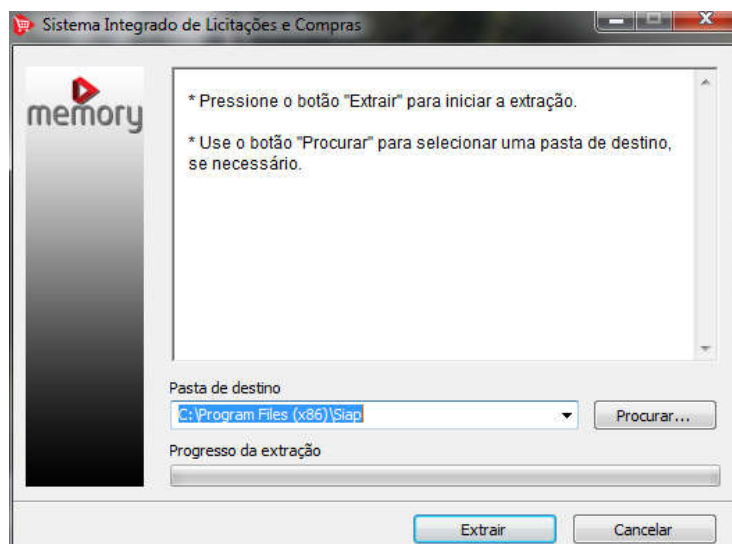 Sistema Integrado de Licitações e Compras
memory
* Pressione o botão "Extrair" para iniciar a extração.
* Use o botão "Procurar" para selecionar uma pasta de destino,
se necessário.
Pasta de destino
C:\Program Files (x86)\Siap
Procurar...
Progresso da extração
Extrair
Cancelar